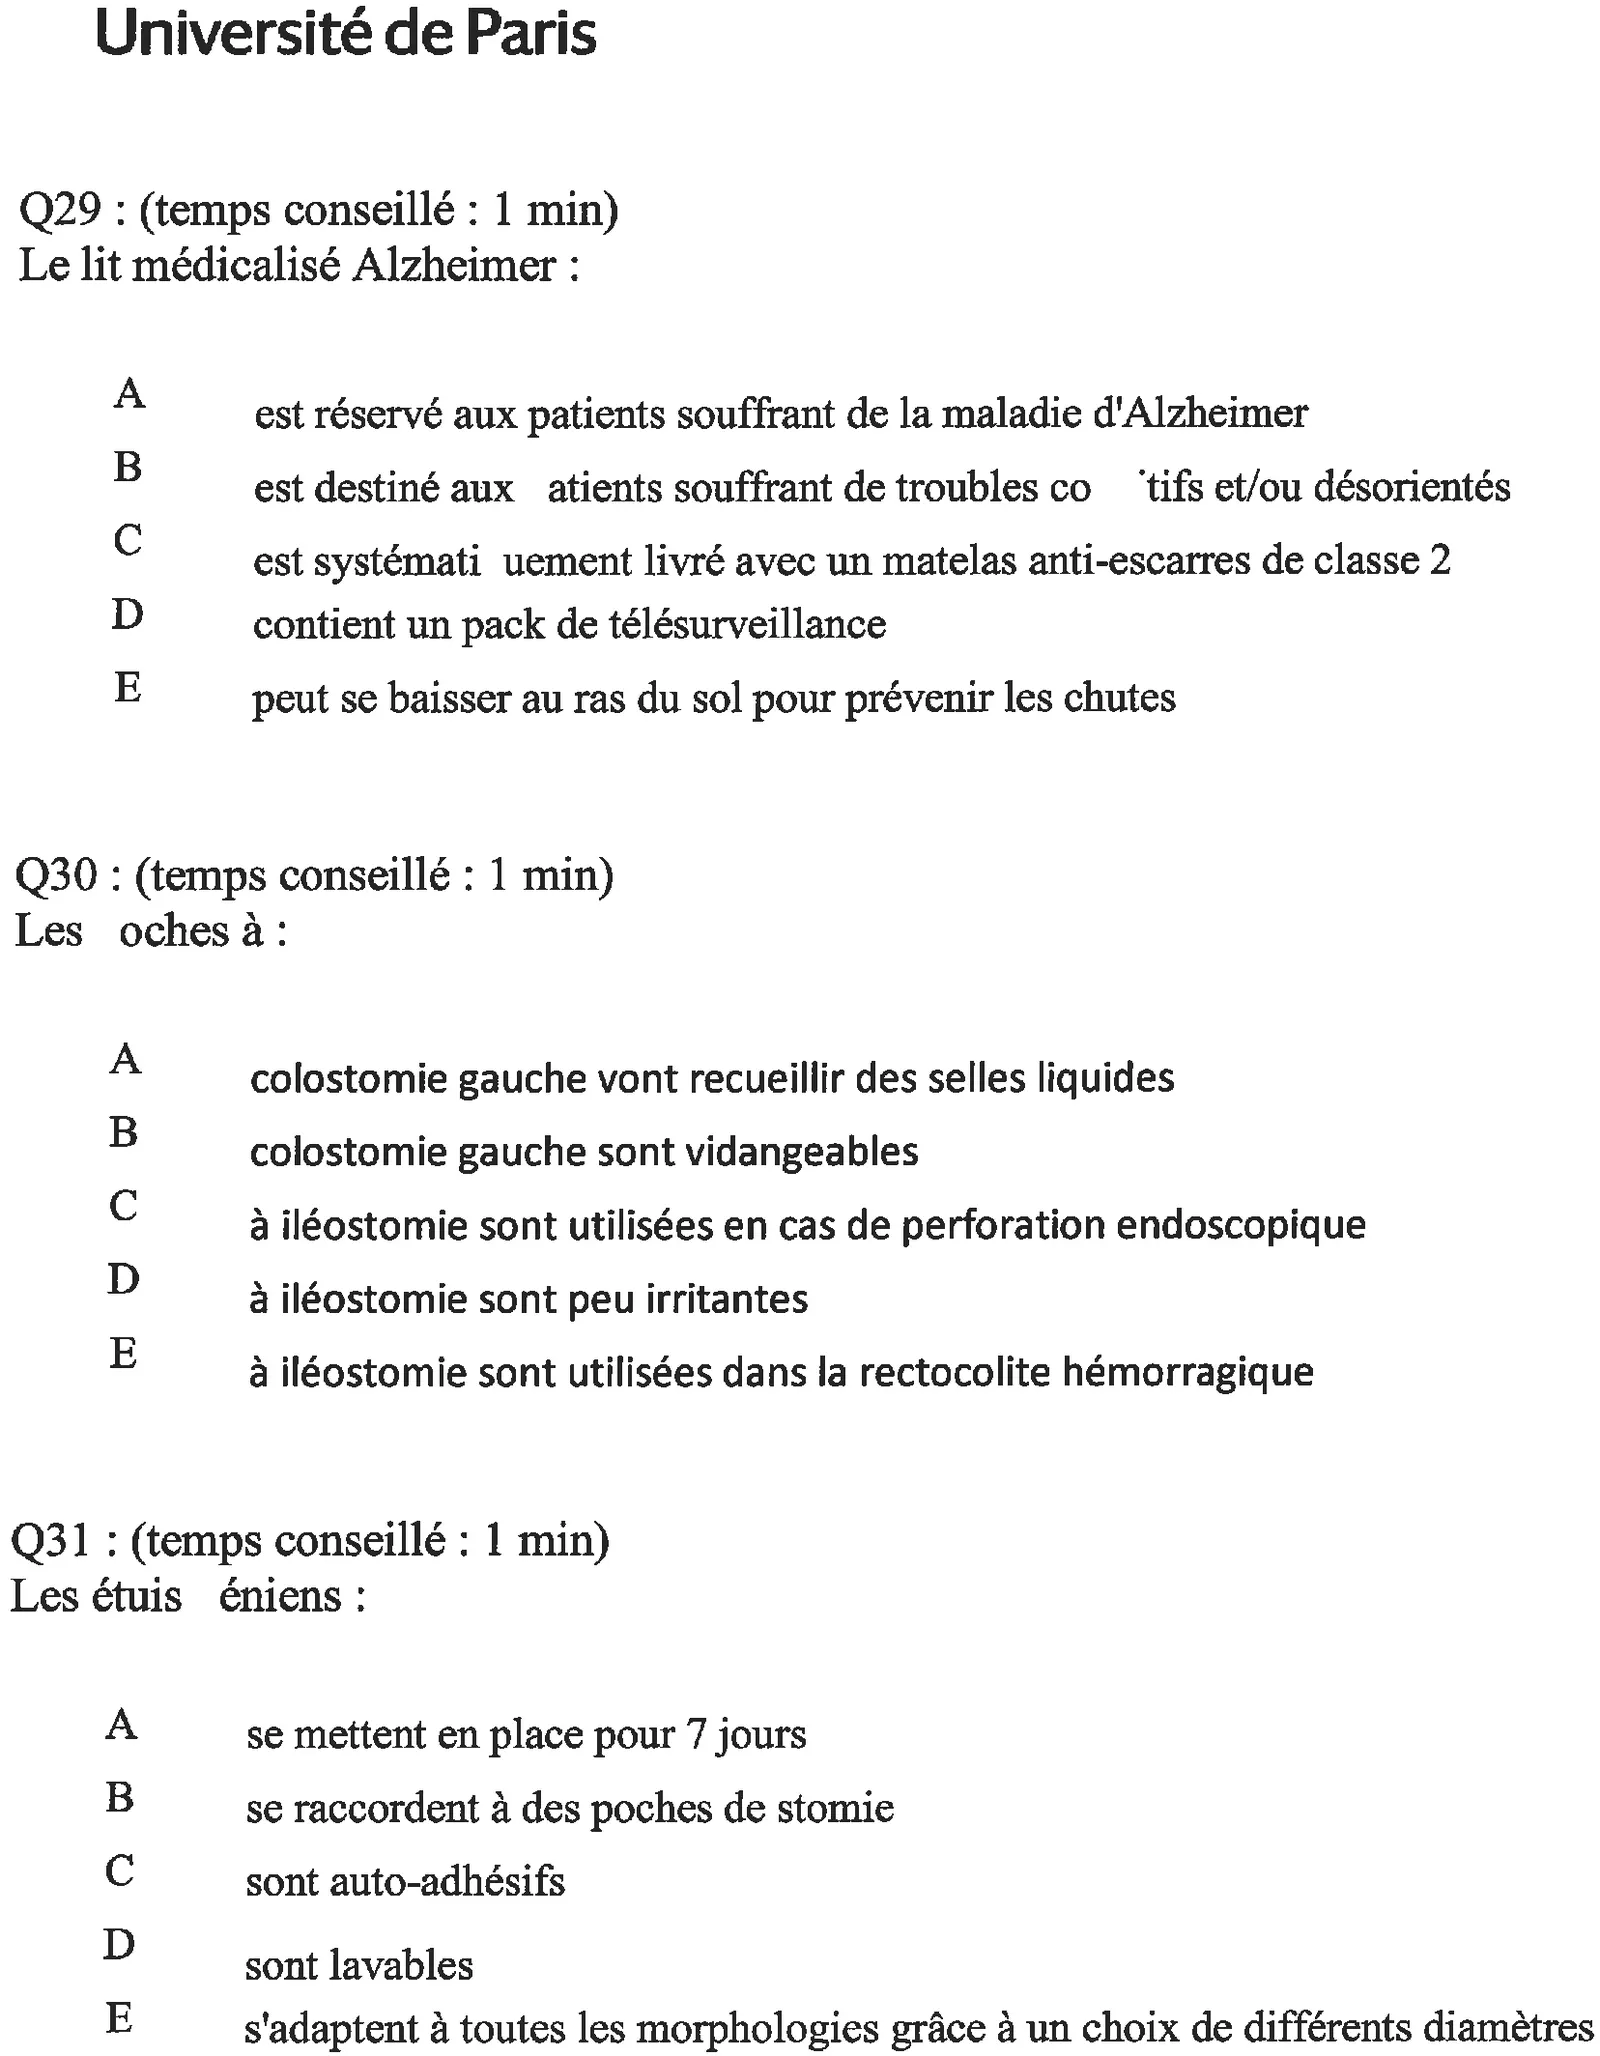 Université de Paris
Q29 : (temps conseillé : 1 min)
Le lit médicalisé Alzheimer :
A est réservé aux patients souffrant de la maladie d'Alzheimer
B est destiné aux atients souffrant de troubles co tifs et/ou désorientés
C est systémati uement livré avec un matelas anti-escarres de classe 2
D contient un pack de télésurveillance
E peut se baisser au ras du sol pour prévenir les chutes
Q30 : (temps conseillé : 1 min)
Les oches à :
A colostomie gauche vont recueillir des selles liquides
B colostomie gauche sont vidangeables
C à iléostomie sont utilisées en cas de perforation endoscopique
D à iléostomie sont peu irritantes
E à iléostomie sont utilisées dans la rectocolite hémorragique
Q31 : (temps conseillé : 1 min)
Les étuis éniens :
A se mettent en place pour 7 jours
B se raccordent à des poches de stomie
C sont auto-adhésifs
D sont lavables
E s'adaptent à toutes les morphologies grâce à un choix de différents diamètres